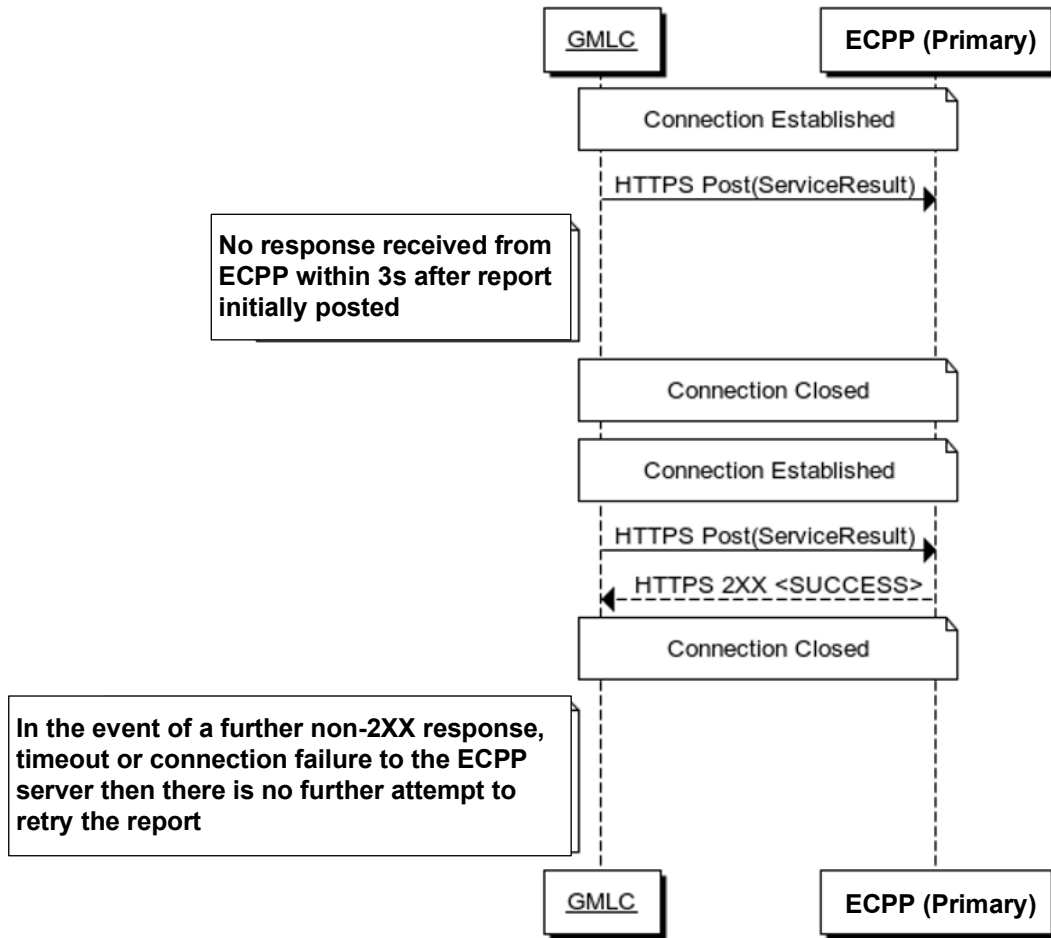 GMLC
ECPP (Primary)
Connection Established
HTTPS Post(ServiceResult)
No response received from
ECPP within 3s after report
initially posted
Connection Closed
Connection Established
HTTPS Post(ServiceResult)
HTTPS 2XX <SUCCESS>
Connection Closed
In the event of a further non-2XX response,
timeout or connection failure to the ECPP
server then there is no further attempt to
retry the report
GMLC
ECPP (Primary)